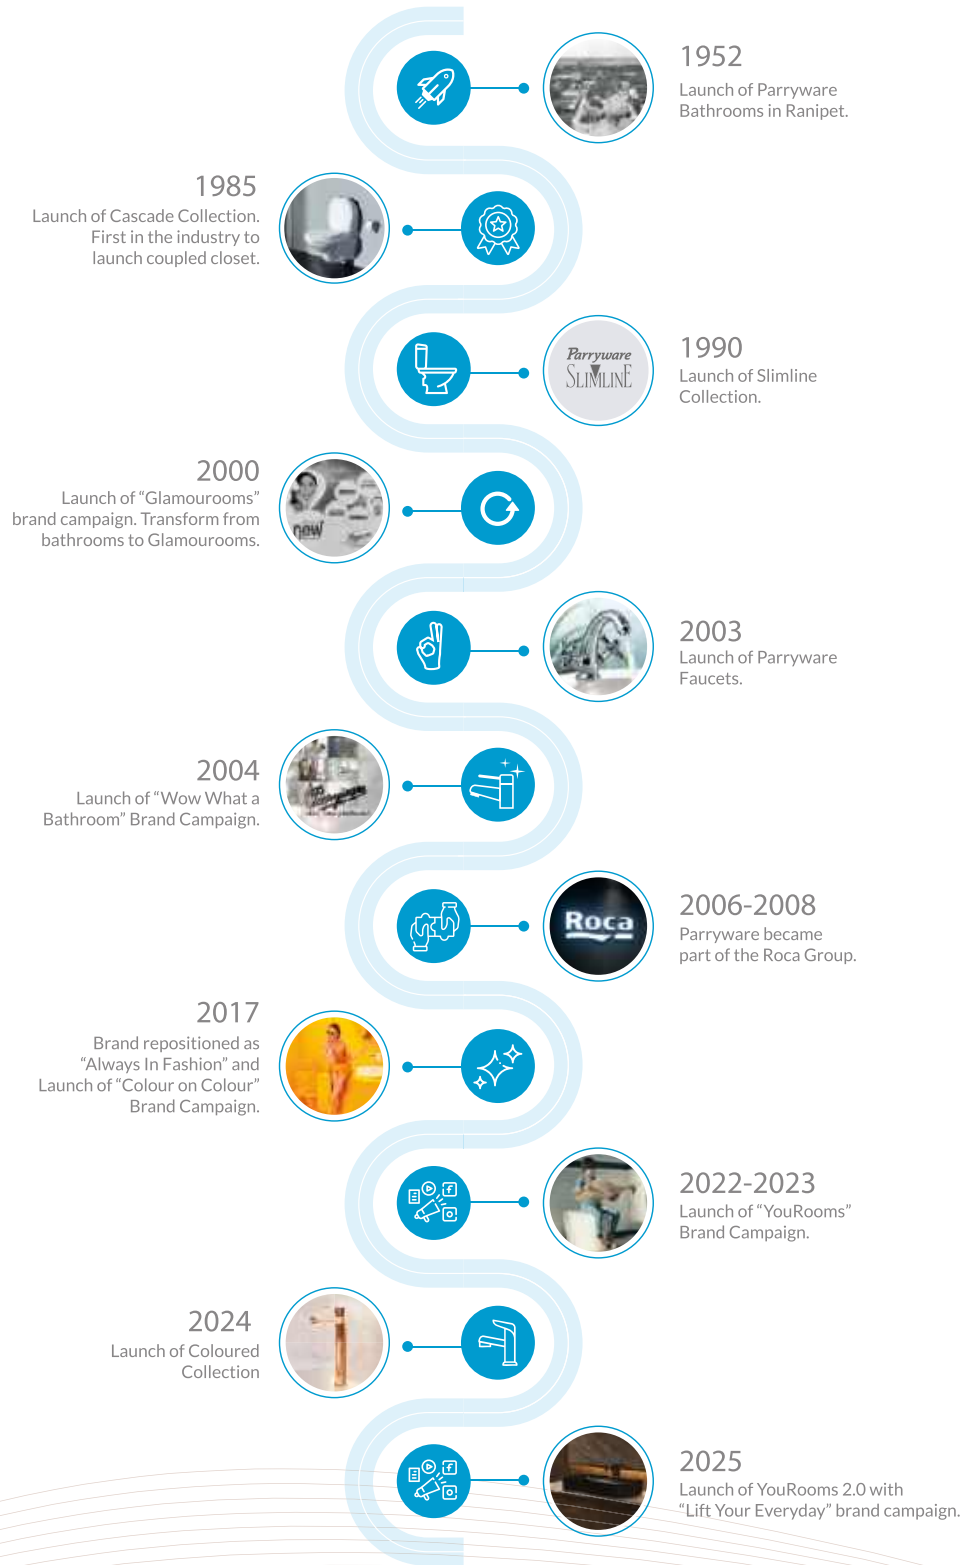 1952
Launch of Parryware
Bathrooms in Ranipet.
1985
Launch of Cascade Collection.
First in the industry to
launch coupled closet.
Parryware
SLIMLINE
1990
Launch of Slimline
Collection.
2000
Launch of “Glamourooms”
brand campaign. Transform from
bathrooms to Glamourooms.
new
2003
Launch of Parryware
Faucets.
2004
Launch of “Wow What a
Bathroom” Brand Campaign.
Roca
2006-2008
Parryware became
part of the Roca Group.
2017
Brand repositioned as
“Always In Fashion” and
Launch of “Colour on Colour”
Brand Campaign.
2022-2023
Launch of “YouRooms”
Brand Campaign.
2024
Launch of Coloured
Collection
2025
Launch of YouRooms 2.0 with
“Lift Your Everyday” brand campaign.